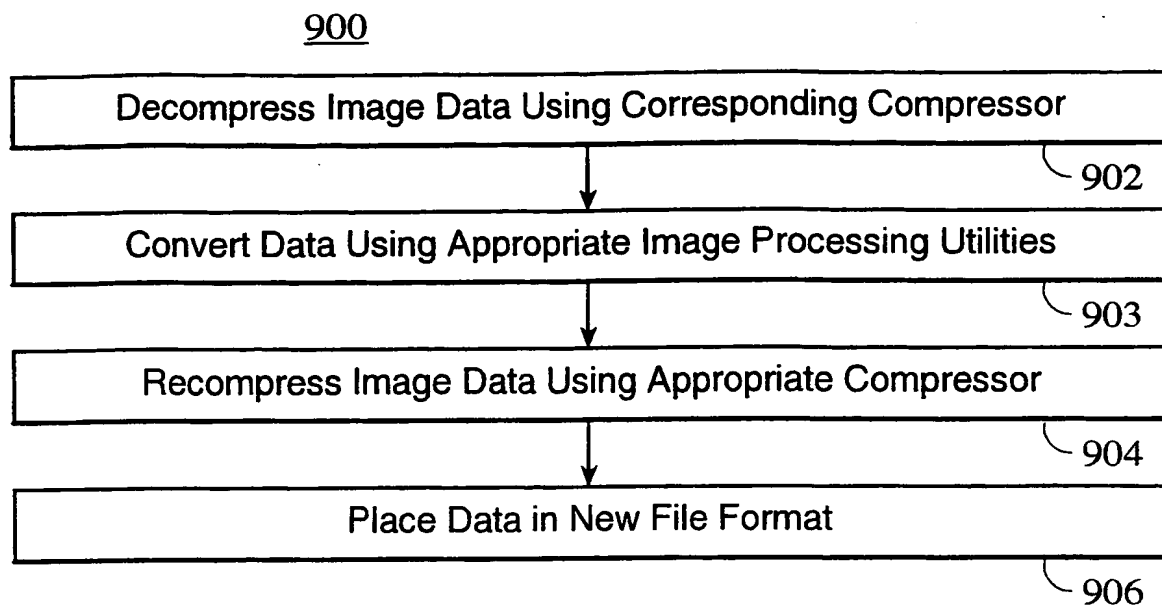 900
Decompress Image Data Using Corresponding Compressor
902
Convert Data Using Appropriate Image Processing Utilities
903
Recompress Image Data Using Appropriate Compressor
904
Place Data in New File Format
906